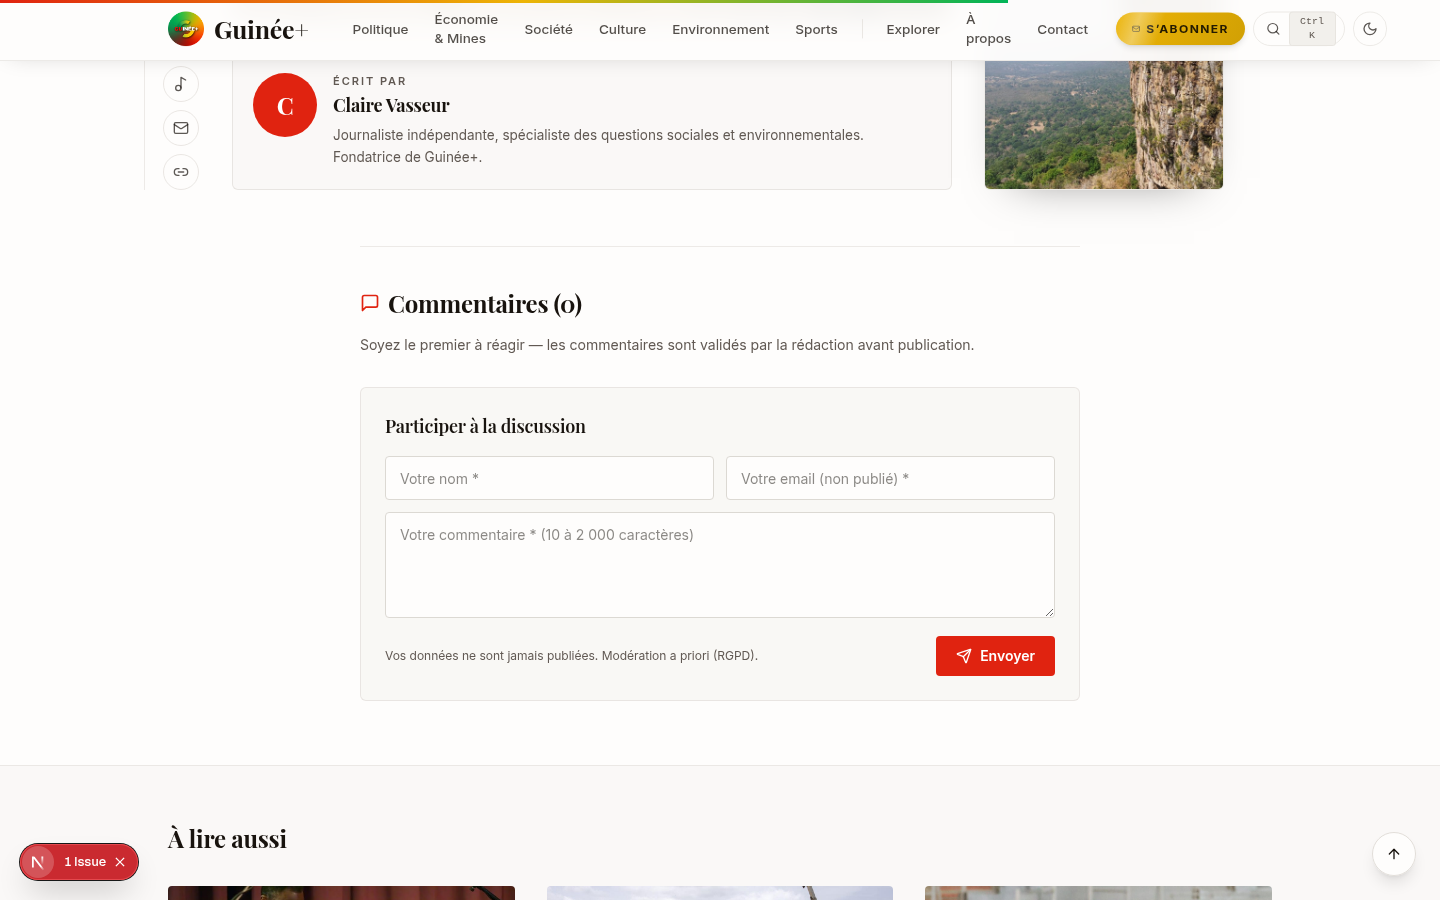 Guinée+
Politique
Économie
& Mines
Société
Culture
Environnement
Sports
Explorer
À
propos
Contact
S'ABONNER
Ctrl
K
ÉCRIT PAR
C
Claire Vasseur
Journaliste indépendante, spécialiste des questions sociales et environnementales.
Fondatrice de Guinée+.
Commentaires (0)
Soyez le premier à réagir — les commentaires sont validés par la rédaction avant publication.
Participer à la discussion
Votre nom *
Votre email (non publié) *
Votre commentaire * (10 à 2 000 caractères)
Vos données ne sont jamais publiées. Modération a priori (RGPD).
Envoyer
À lire aussi
N
1 Issue